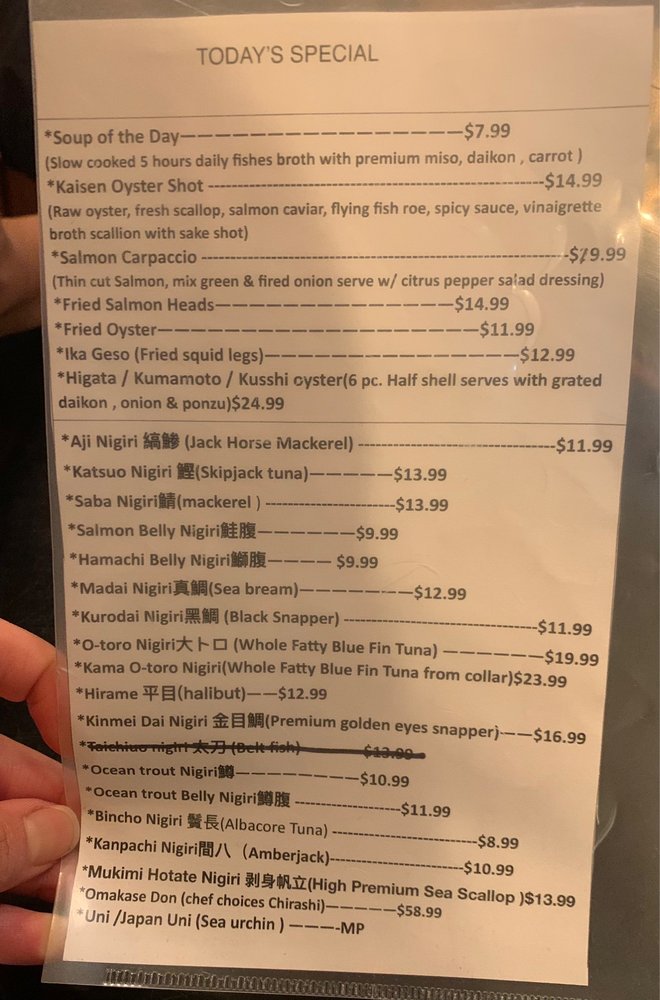 TODAY'S SPECIAL
*Soup of the Day————————————————$7.99
(Slow cooked 5 hours daily fishes broth with premium miso, daikon , carrot )
*Kaisen Oyster Shot ------------------------------------------------$14.99
(Raw oyster, fresh scallop, salmon caviar, flying fish roe, spicy sauce, vinaigrette
broth scallion with sake shot)
*Salmon Carpaccio ----------------------------------------------------$19.99
(Thin cut Salmon, mix green & fired onion serve w/ citrus pepper salad dressing)
*Fried Salmon Heads—————————————$14.99
*Fried Oyster—————————————————$11.99
*Ika Geso (Fried squid legs)——————————————$12.99
*Higata / Kumamoto / Kusshi oyster(6 pc. Half shell serves with grated
daikon , onion & ponzu)$24.99
*Aji Nigiri 縞鯵 (Jack Horse Mackerel) ----------------------------$11.99
*Katsuo Nigiri 鰹(Skipjack tuna)—————$13.99
*Saba Nigiri鯖(mackerel ) -------------------$13.99
*Salmon Belly Nigiri鮭腹——————$9.99
*Hamachi Belly Nigiri鰤腹———— $9.99
*Madai Nigiri真鯛(Sea bream)———————$12.99
*Kurodai Nigiri黑鯛 (Black Snapper) ----------------------------$11.99
*O-toro Nigiri大トロ (Whole Fatty Blue Fin Tuna) ——————$19.99
*Kama O-toro Nigiri(Whole Fatty Blue Fin Tuna from collar)$23.99
*Hirame 平目(halibut)——$12.99
*Kinmei Dai Nigiri 金目鯛(Premium golden eyes snapper)-——$16.99
*Taichiuo nigiri 太刀 (Belt fish)————$13.99
*Ocean trout Nigiri鱒———————$10.99
*Ocean trout Belly Nigiri鱒腹 ---------------$11.99
*Bincho Nigiri 鬢長(Albacore Tuna) ---------------------$8.99
*Kanpachi Nigiri間八 (Amberjack)-------------------$10.99
*Mukimi Hotate Nigiri 剥身帆立(High Premium Sea Scallop )$13.99
*Omakase Don (chef choices Chirashi)—————$58.99
*Uni /Japan Uni (Sea urchin ) ———-MP